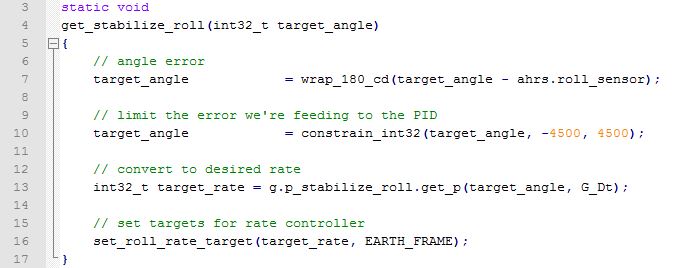 3 static void
4 get_stabilize_roll(int32_t target_angle)
5 {
6 // angle error
7 target_angle = wrap_180_cd(target_angle - ahrs.roll_sensor);
8
9 // limit the error we're feeding to the PID
10 target_angle = constrain_int32(target_angle, -4500, 4500);
11
12 // convert to desired rate
13 int32_t target_rate = g.p_stabilize_roll.get_p(target_angle, G_Dt);
14
15 // set targets for rate controller
16 set_roll_rate_target(target_rate, EARTH_FRAME);
17 }